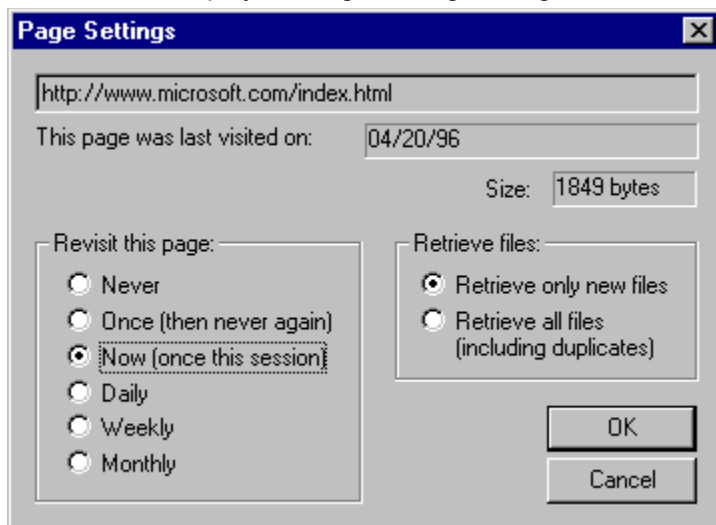 Page Settings
http://www.microsoft.com/index.html
This page was last visited on: 04/20/96
Size: 1849 bytes
Revisit this page:
Never
Once (then never again)
Now (once this session)
Daily
Weekly
Monthly
Retrieve files:
Retrieve only new files
Retrieve all files
(including duplicates)
OK
Cancel